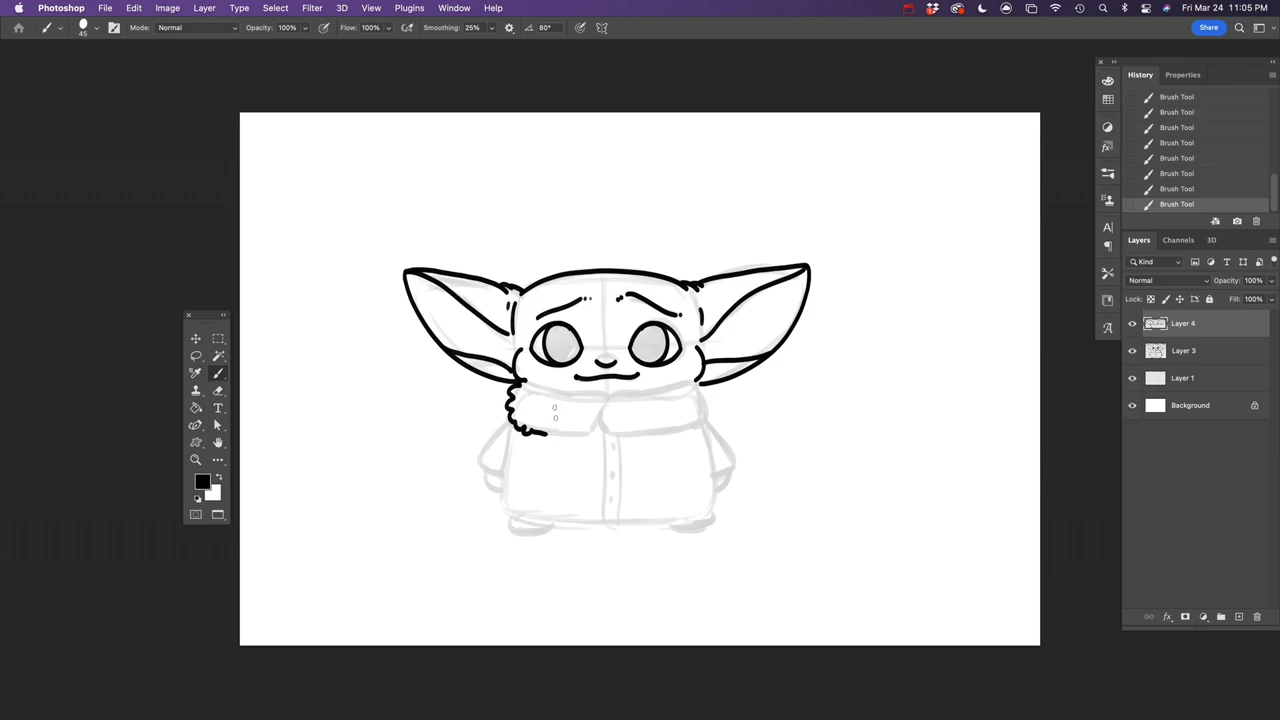 Photoshop File Edit Image Layer Type Select Filter 3D View Plugins Window Help Fri Mar 24 11:05 PM
45 Mode: Normal Opacity: 100% Flow: 100% Smoothing: 25% 80° Share
History Properties
Brush Tool
Brush Tool
Brush Tool
Brush Tool
Brush Tool
Brush Tool
Brush Tool
Brush Tool
Layers Channels 3D
Kind
Normal Opacity: 100%
Lock: Fill: 100%
Layer 4
Layer 3
Layer 1
Background